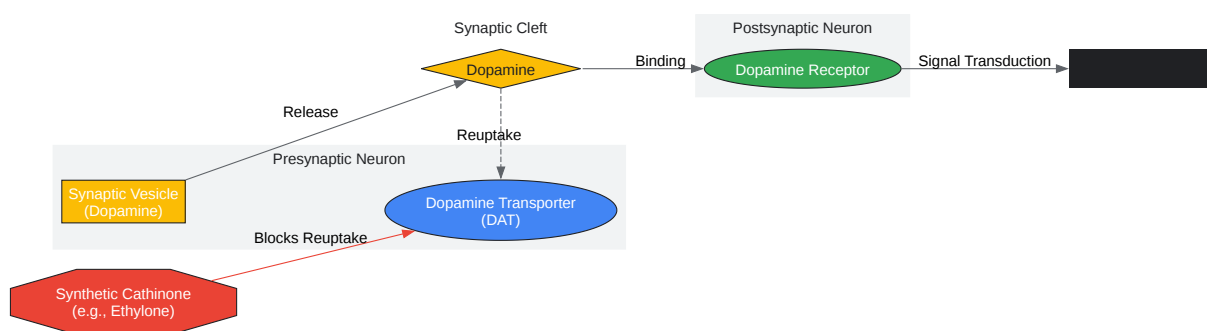 Synaptic Cleft
Postsynaptic Neuron
Dopamine
Binding
Dopamine Receptor
Signal Transduction
Release
Reuptake
Presynaptic Neuron
Synaptic Vesicle
(Dopamine)
Dopamine Transporter
(DAT)
Blocks Reuptake
Synthetic Cathinone
(e.g., Ethylone)